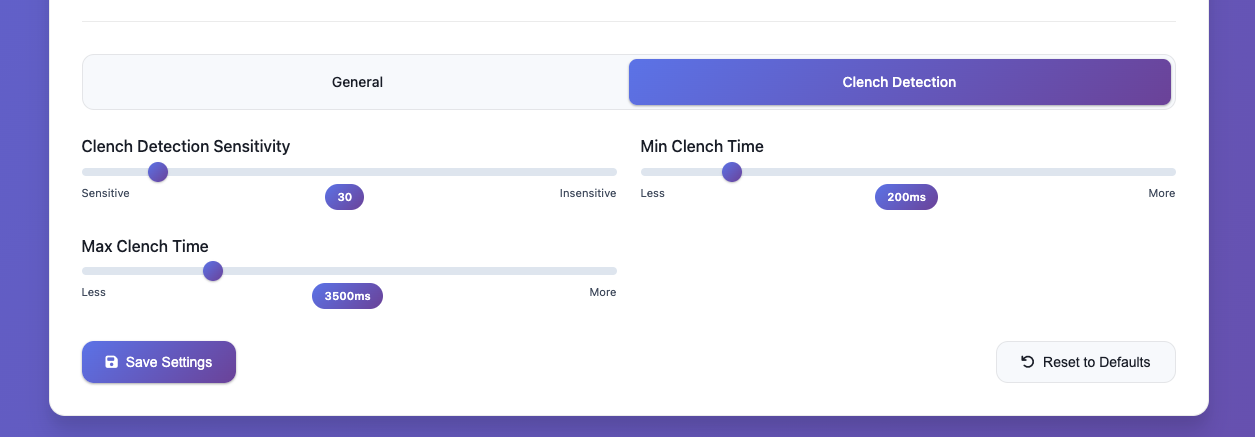 General
Clench Detection
Clench Detection Sensitivity
Sensitive
30
Insensitive
Min Clench Time
Less
200ms
More
Max Clench Time
Less
3500ms
More
Save Settings
Reset to Defaults